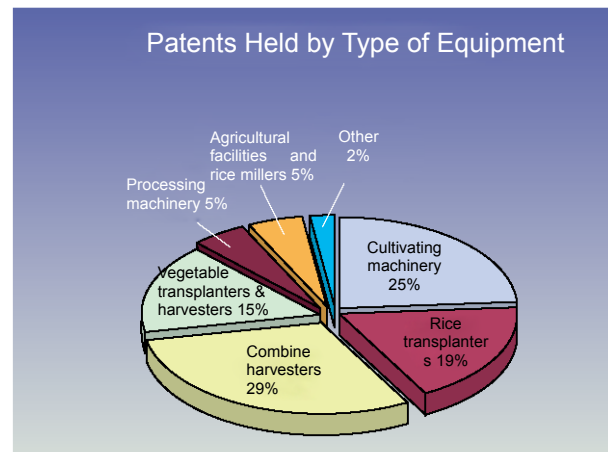 Patents Held by Type of Equipment
Agricultural
facilities and
rice millers 5%
Other
2%
Processing
machinery 5%
Cultivating
machinery
25%
Vegetable
transplanters &
harvesters 15%
Rice
transplanter
s 19%
Combine
harvesters
29%